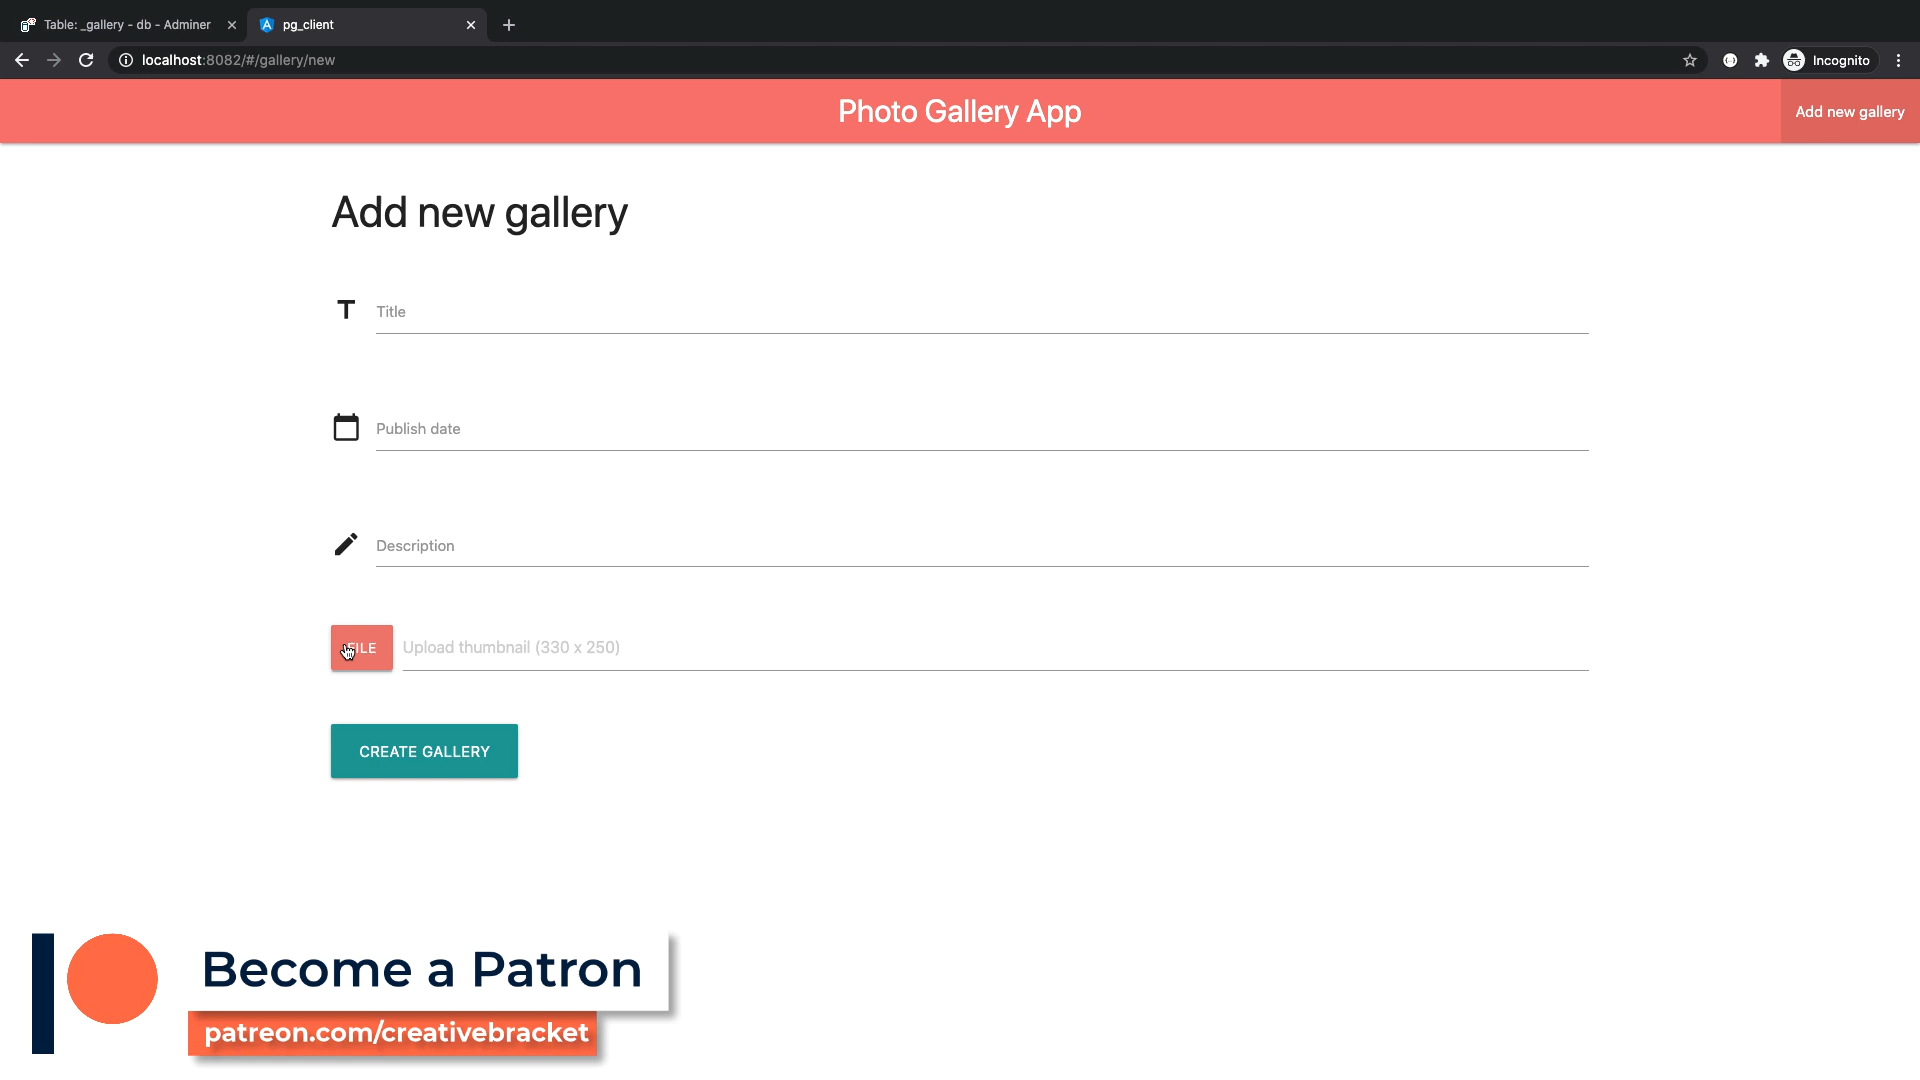 Table: _gallery - db - Adminer
pg_client
localhost:8082/#/gallery/new
Incognito
Photo Gallery App
Add new gallery
Add new gallery
Title
Publish date
Description
FILE
Upload thumbnail (330 x 250)
CREATE GALLERY
Become a Patron
patreon.com/creativebracket